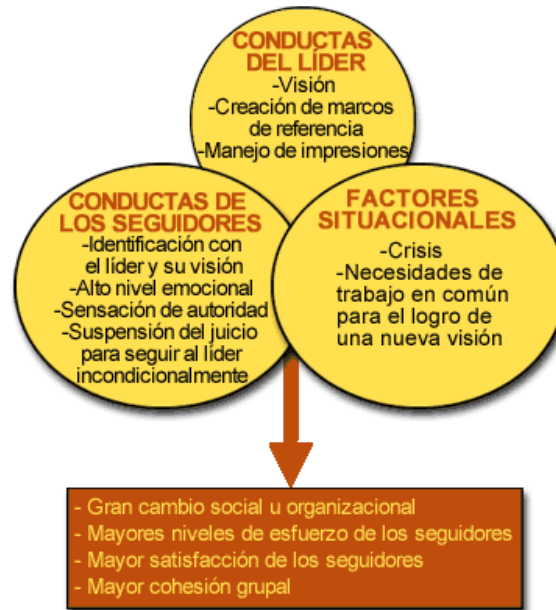 CONDUCTAS
DEL LÍDER
-Visión
-Creación de marcos
de referencia
-Manejo de impresiones
CONDUCTAS DE
LOS SEGUIDORES
-Identificación con
el líder y su visión
-Alto nivel emocional
-Sensación de autoridad
-Suspensión del juicio
para seguir al líder
incondicionalmente
FACTORES
SITUACIONALES
-Crisis
-Necesidades de
trabajo en común
para el logro de
una nueva visión
- Gran cambio social u organizacional
- Mayores niveles de esfuerzo de los seguidores
- Mayor satisfacción de los seguidores
- Mayor cohesión grupal